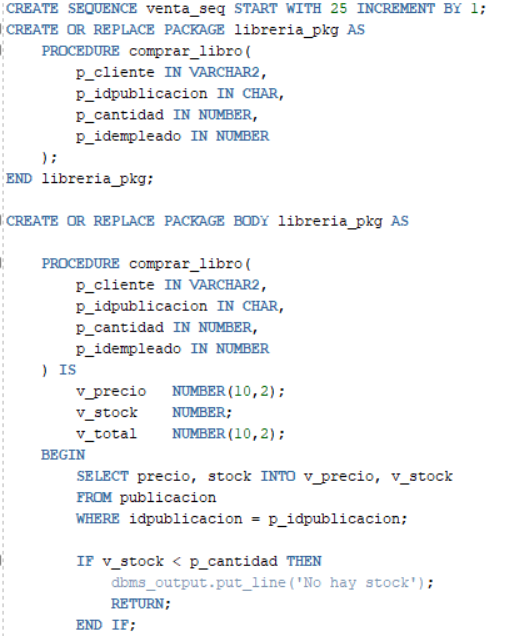 CREATE SEQUENCE venta_seq START WITH 25 INCREMENT BY 1;
CREATE OR REPLACE PACKAGE libreria_pkg AS
    PROCEDURE comprar_libro(
        p_cliente IN VARCHAR2,
        p_idpublicacion IN CHAR,
        p_cantidad IN NUMBER,
        p_idempleado IN NUMBER
    );
END libreria_pkg;

CREATE OR REPLACE PACKAGE BODY libreria_pkg AS

    PROCEDURE comprar_libro(
        p_cliente IN VARCHAR2,
        p_idpublicacion IN CHAR,
        p_cantidad IN NUMBER,
        p_idempleado IN NUMBER
    ) IS
        v_precio   NUMBER(10,2);
        v_stock    NUMBER;
        v_total    NUMBER(10,2);
    BEGIN
        SELECT precio, stock INTO v_precio, v_stock
        FROM publicacion
        WHERE idpublicacion = p_idpublicacion;

        IF v_stock < p_cantidad THEN
            dbms_output.put_line('No hay stock');
            RETURN;
        END IF;